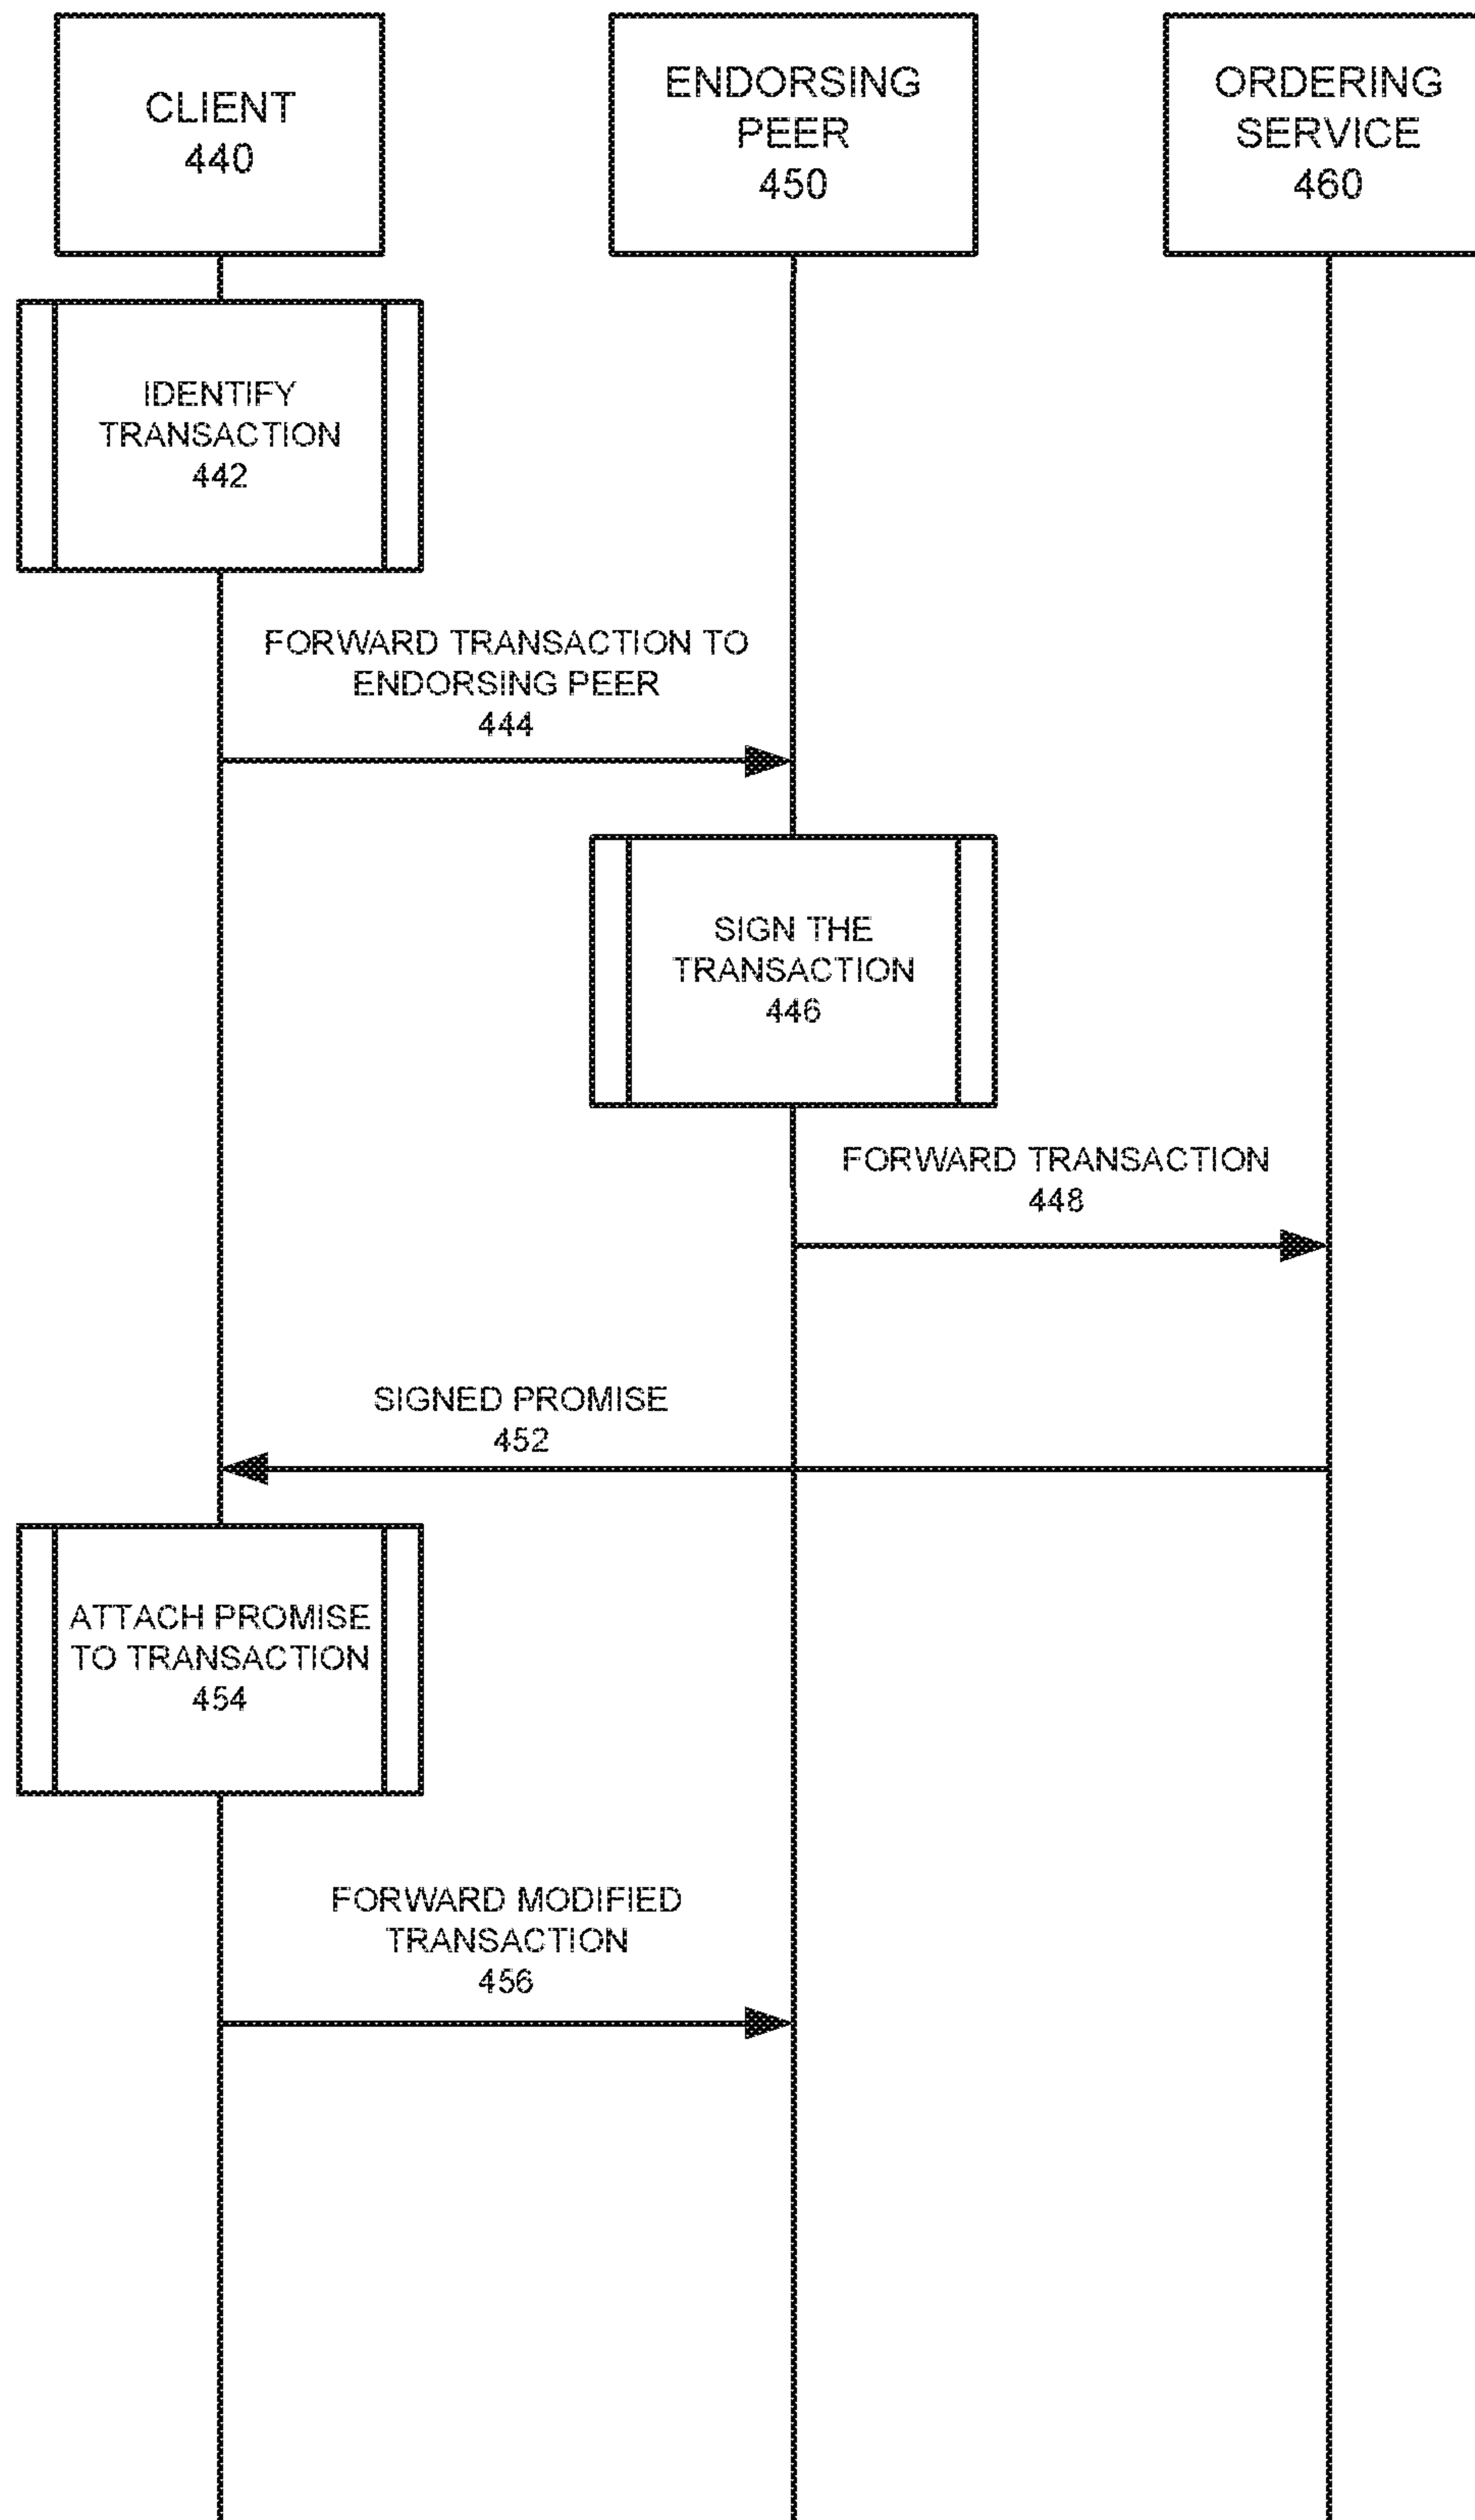 CLIENT
440
ENDORSING
PEER
450
ORDERING
SERVICE
460
IDENTIFY
TRANSACTION
442
FORWARD TRANSACTION TO
ENDORSING PEER
444
SIGN THE
TRANSACTION
446
FORWARD TRANSACTION
448
SIGNED PROMISE
452
ATTACH PROMISE
TO TRANSACTION
454
FORWARD MODIFIED
TRANSACTION
456